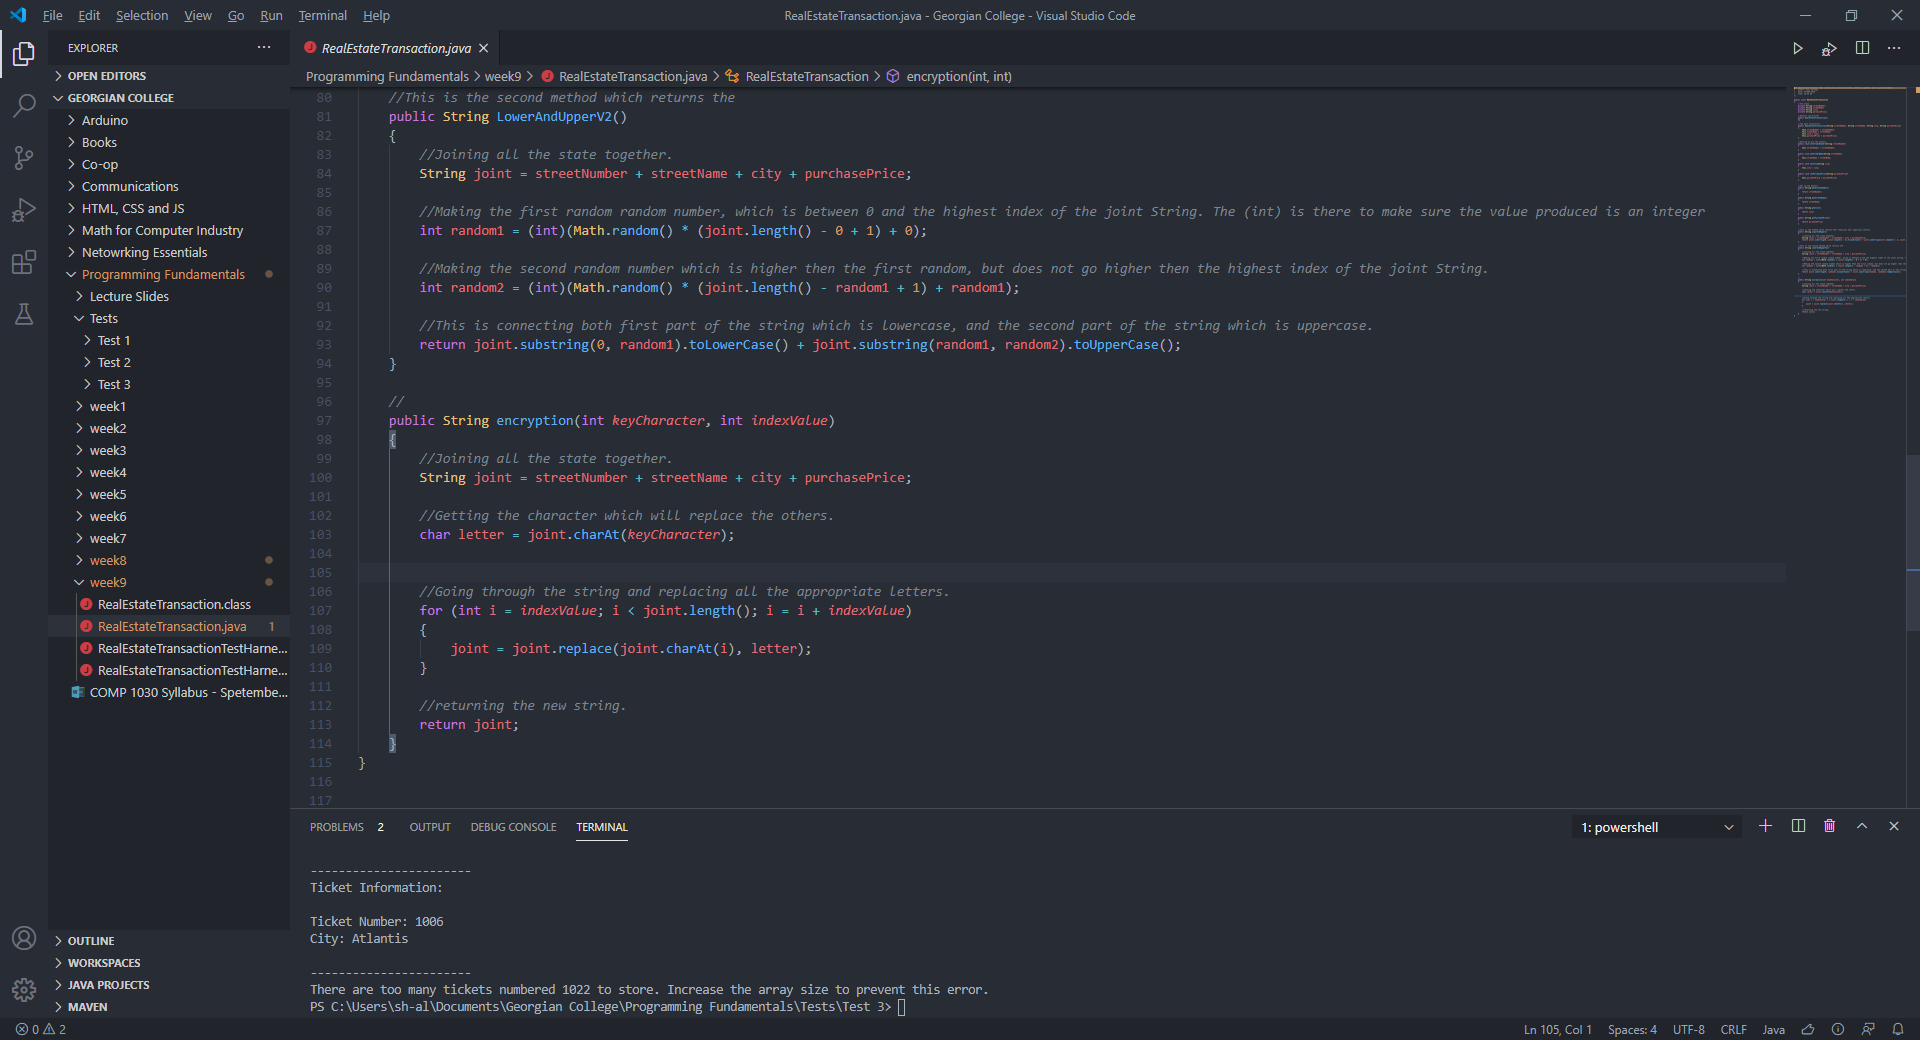 File Edit Selection View Go Run Terminal Help
RealEstateTransaction.java - Georgian College - Visual Studio Code
EXPLORER
OPEN EDITORS
GEORGIAN COLLEGE
Arduino
Books
Co-op
Communications
HTML, CSS and JS
Math for Computer Industry
Netowrking Essentials
Programming Fundamentals
Lecture Slides
Tests
Test 1
Test 2
Test 3
week1
week2
week3
week4
week5
week6
week7
week8
week9
RealEstateTransaction.class
RealEstateTransaction.java 1
RealEstateTransactionTestHarne...
RealEstateTransactionTestHarne...
COMP 1030 Syllabus - Spetembe...
OUTLINE
WORKSPACES
JAVA PROJECTS
MAVEN
RealEstateTransaction.java
Programming Fundamentals > week9 > RealEstateTransaction.java > RealEstateTransaction > encryption(int, int)
80 //This is the second method which returns the
81 public String LowerAndUpperV2()
82 {
83 //Joining all the state together.
84 String joint = streetNumber + streetName + city + purchasePrice;
85
86 //Making the first random random number, which is between 0 and the highest index of the joint String. The (int) is there to make sure the value produced is an integer
87 int random1 = (int)(Math.random() * (joint.length() - 0 + 1) + 0);
88
89 //Making the second random number which is higher then the first random, but does not go higher then the highest index of the joint String.
90 int random2 = (int)(Math.random() * (joint.length() - random1 + 1) + random1);
91
92 //This is connecting both first part of the string which is lowercase, and the second part of the string which is uppercase.
93 return joint.substring(0, random1).toLowerCase() + joint.substring(random1, random2).toUpperCase();
94 }
95
96 //
97 public String encryption(int keyCharacter, int indexValue)
98 {
99 //Joining all the state together.
100 String joint = streetNumber + streetName + city + purchasePrice;
101
102 //Getting the character which will replace the others.
103 char letter = joint.charAt(keyCharacter);
104
105
106 //Going through the string and replacing all the appropriate letters.
107 for (int i = indexValue; i < joint.length(); i = i + indexValue)
108 {
109 joint = joint.replace(joint.charAt(i), letter);
110 }
111
112 //returning the new string.
113 return joint;
114 }
115 }
116
117
PROBLEMS 2 OUTPUT DEBUG CONSOLE TERMINAL
1: powershell
-----------------------
Ticket Information:
Ticket Number: 1006
City: Atlantis
-----------------------
There are too many tickets numbered 1022 to store. Increase the array size to prevent this error.
PS C:\Users\sh-al\Documents\Georgian College\Programming Fundamentals\Tests\Test 3>
0 2
Ln 105, Col 1 Spaces: 4 UTF-8 CRLF Java